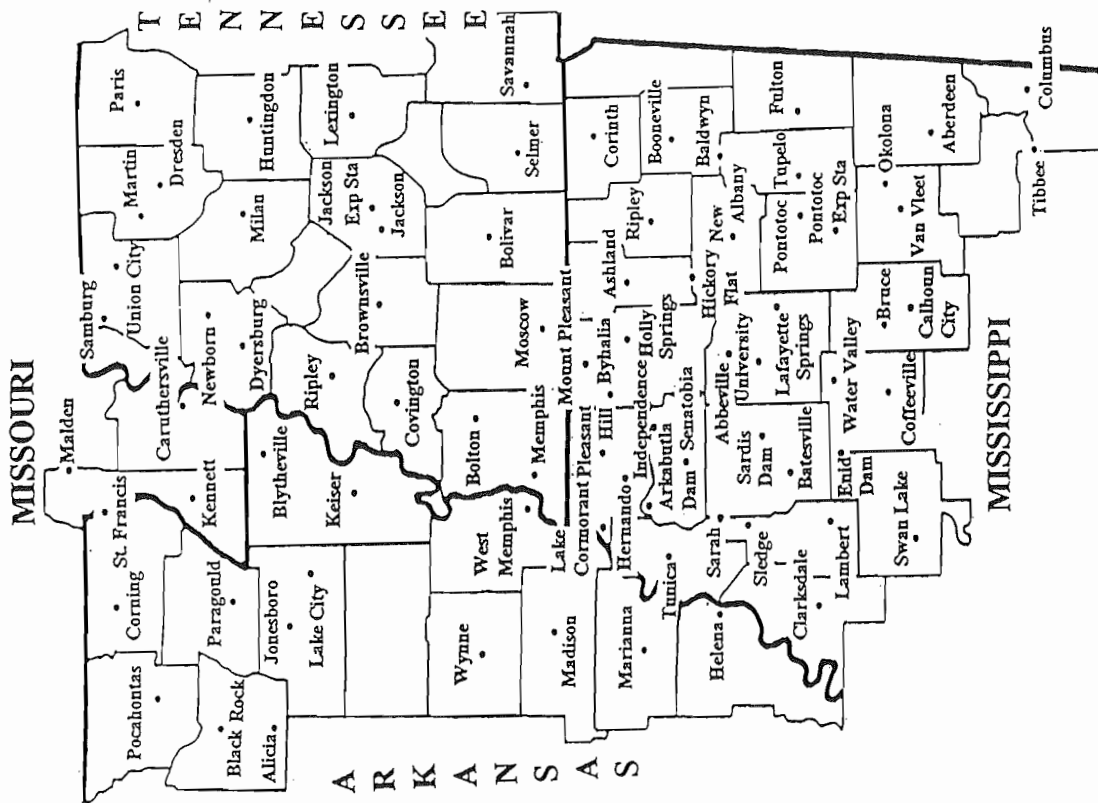 MISSOURI
Malden
Samburg
St. Francis
Corning
Pocahontas
Union City
Martin
Dresden
Paris
Caruthersville
Kennett
Paragould
Black Rock
Alicia
Newborn
Milan
Huntingdon
Dyersburg
Blytheville
Jonesboro
Lake City
Keiser
Ripley
Brownsville
Jackson
Exp Sta
Jackson
Lexington
Covington
TENNESSEE
ARKANSAS
Wynne
West
Memphis
Bolton
Memphis
Moscow
Bolivar
Selmer
Savannah
Madison
Lake
Cormorant
Pleasant
Hill
Mount Pleasant
Byhalia
Ashland
Ripley
Corinth
Booneville
Baldwyn
Marianna
Hernando
Independence
Holly
Springs
Arkabutla
Dam
Senatobia
Tunica
Hickory
Flat
New
Albany
Sarah
Abbeville
University
Helena
Sledge
Sardis
Dam
Batesville
Lafayette
Springs
Pontotoc
Pontotoc
Exp Sta
Tupelo
Fulton
Clarksdale
Lambert
Enid
Dam
Water Valley
Coffeeville
Bruce
Calhoun
City
Van Vleet
Okolona
Aberdeen
Swan Lake
Tibbee
Columbus
MISSISSIPPI